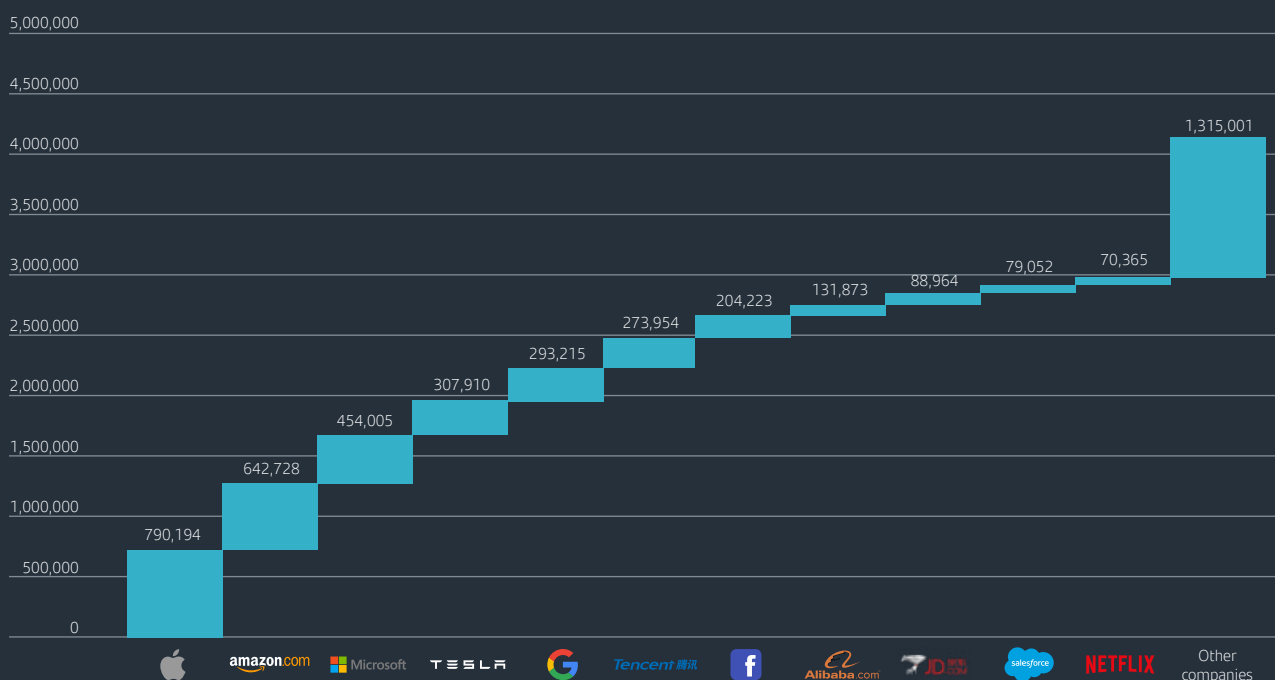 5,000,000
4,500,000
4,000,000
3,500,000
3,000,000
2,500,000
2,000,000
1,500,000
1,000,000
500,000
0
790,194
642,728
454,005
307,910
293,215
273,954
204,223
131,873
88,964
79,052
70,365
1,315,001
amazon.com
Microsoft
TESLA
G
Tencent 腾讯
f
Alibaba.com
JD
.COM
salesforce
NETFLIX
Other
companies